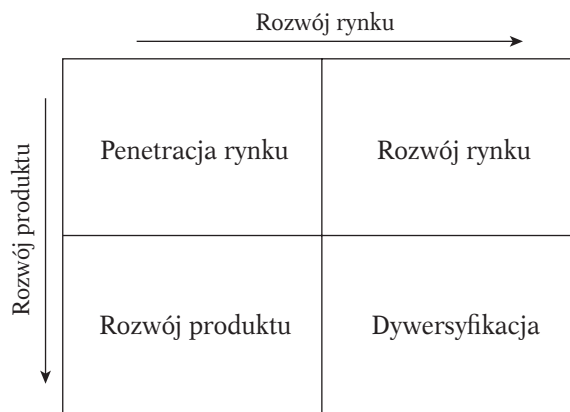 Rozwój rynku
Rozwój produktu
Penetracja rynku
Rozwój rynku
Rozwój produktu
Dywersyfikacja